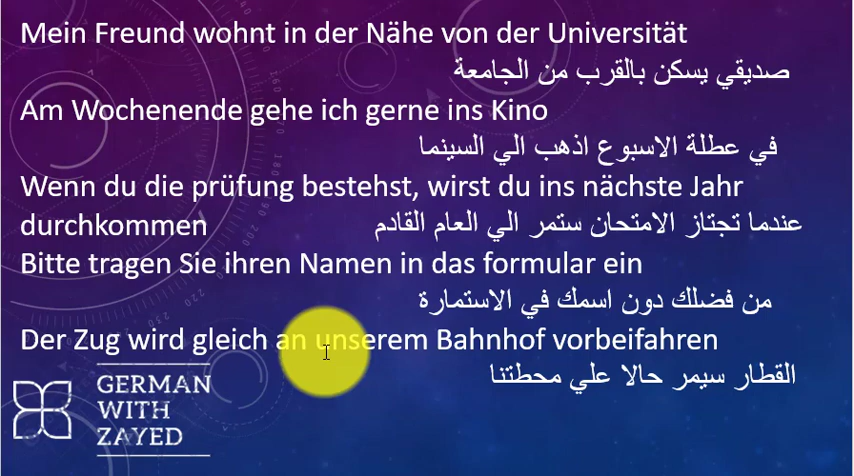 Mein Freund wohnt in der Nähe von der Universität
صديقي يسكن بالقرب من الجامعة
Am Wochenende gehe ich gerne ins Kino
في عطلة الاسبوع اذهب الي السينما
Wenn du die prüfung bestehst, wirst du ins nächste Jahr
durchkommen
عندما تجتاز الامتحان ستمر الي العام القادم
Bitte tragen Sie ihren Namen in das formular ein
من فضلك دون اسمك في الاستمارة
Der Zug wird gleich an unserem Bahnhof vorbeifahren
القطار سيمر حالا علي محطتنا
GERMAN
WITH
ZAYED